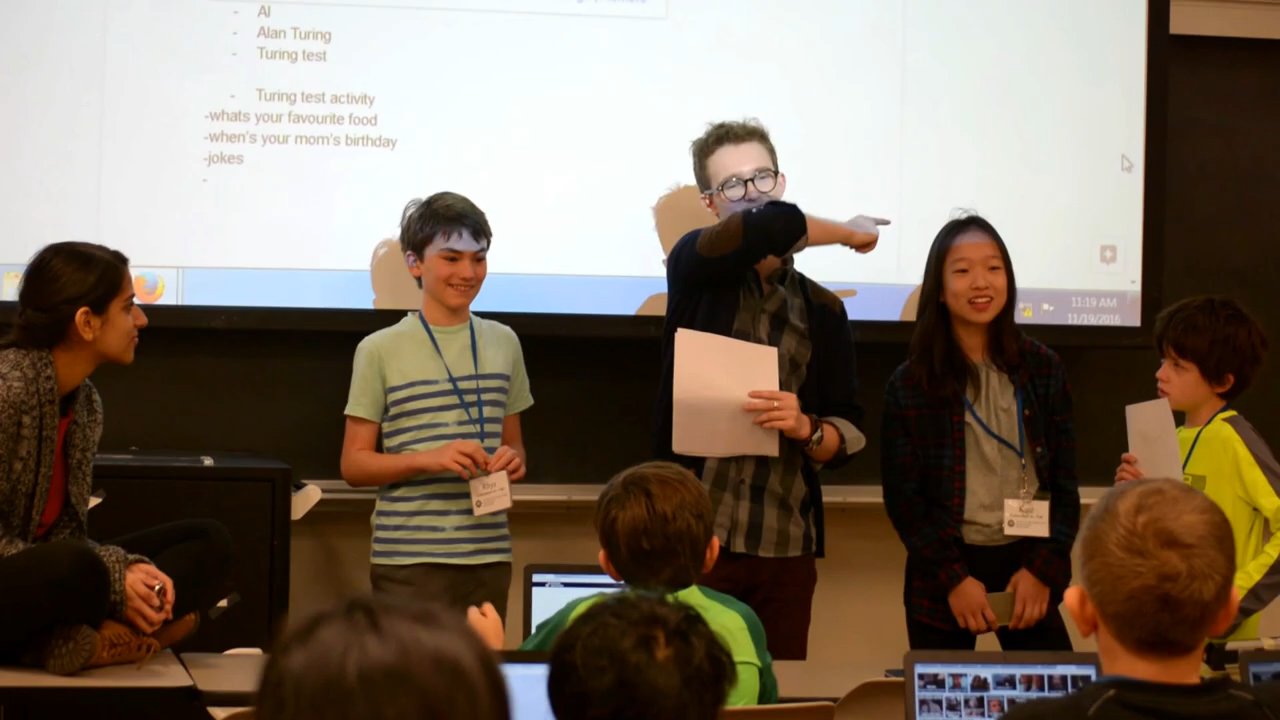 - AI
- Alan Turing
- Turing test
- Turing test activity
-whats your favourite food
-when's your mom's birthday
-jokes
-
11:19 AM
11/19/2016